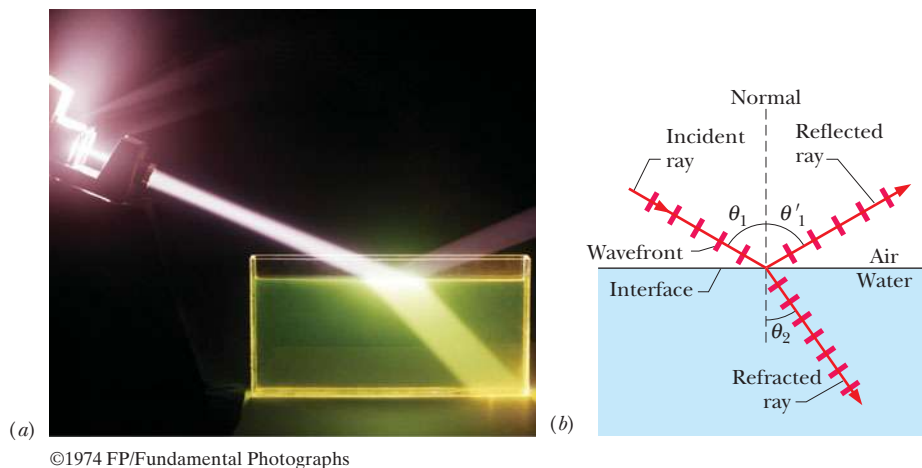 (a)
©1974 FP/Fundamental Photographs
Normal
Incident
ray
Reflected
ray
θ1
θ′1
Wavefront
Air
Water
Interface
θ2
Refracted
ray
(b)